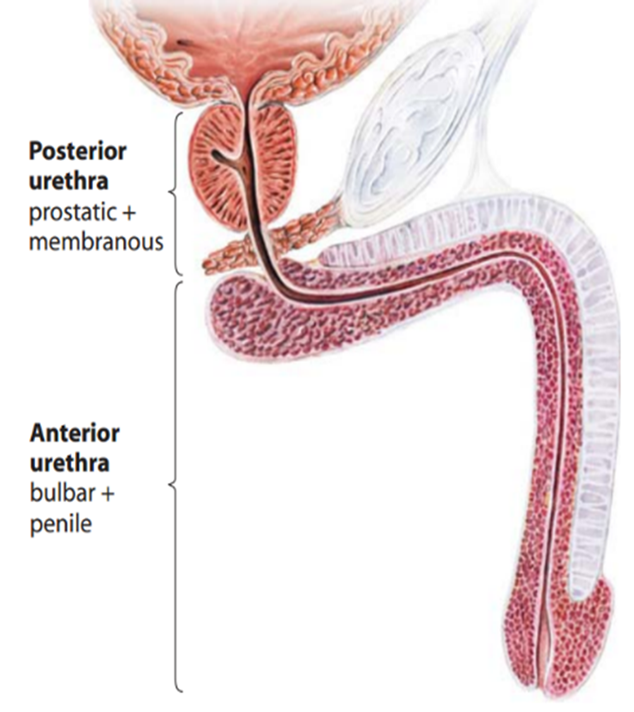 Posterior
urethra
prostatic +
membranous
Anterior
urethra
bulbar +
penile